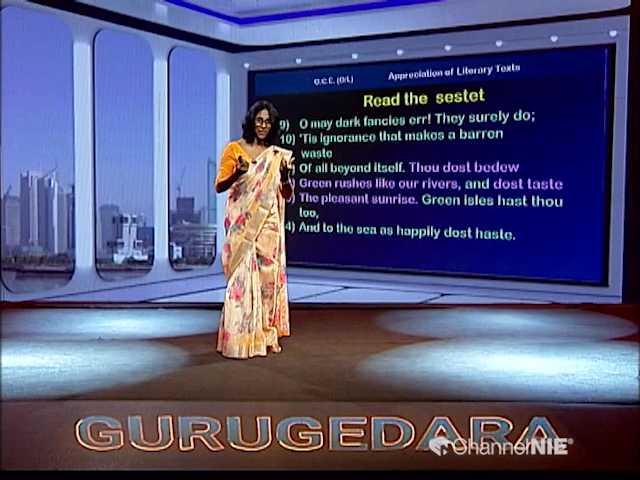 G.C.E. (O/L) Appreciation of Literary Texts
Read the sestet
9) O may dark fancies err! They surely do;
10) 'Tis ignorance that makes a barren
waste
) Of all beyond itself. Thou dost bedew
Green rushes like our rivers, and dost taste
) The pleasant sunrise. Green isles hast thou
too,
4) And to the sea as happily dost haste.
GURUGEDARA
ChannelNIE